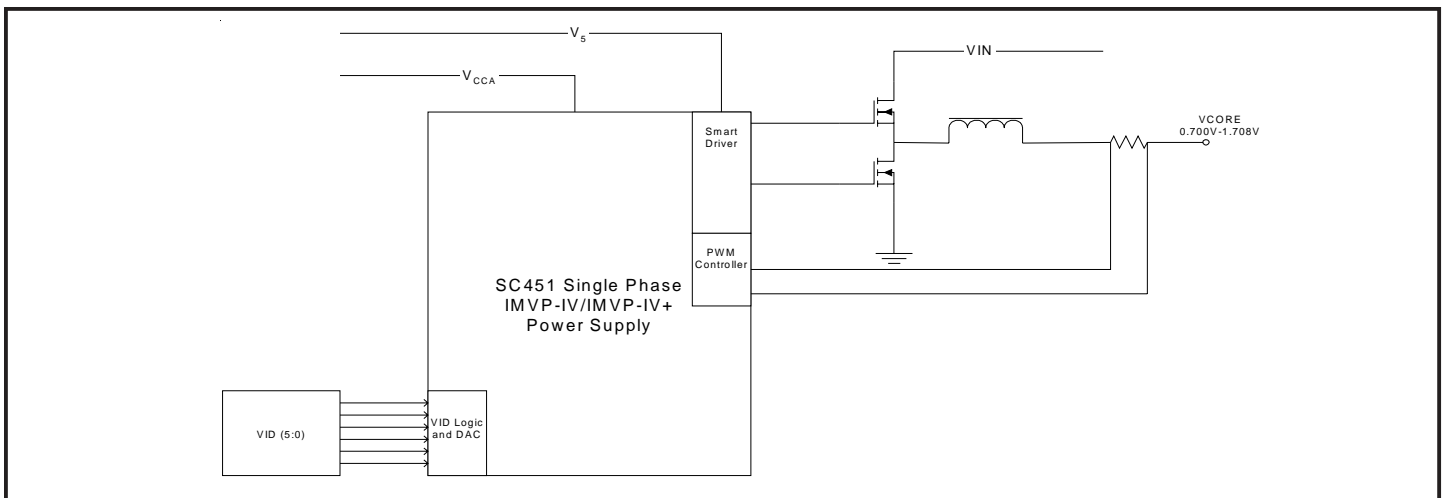 V5
VIN
VCCA
Smart
Driver
VCORE
0.700V-1.708V
PWM
Controller
SC451 Single Phase
IMVP-IV/IMVP-IV+
Power Supply
VID (5:0)
VID Logic
and DAC